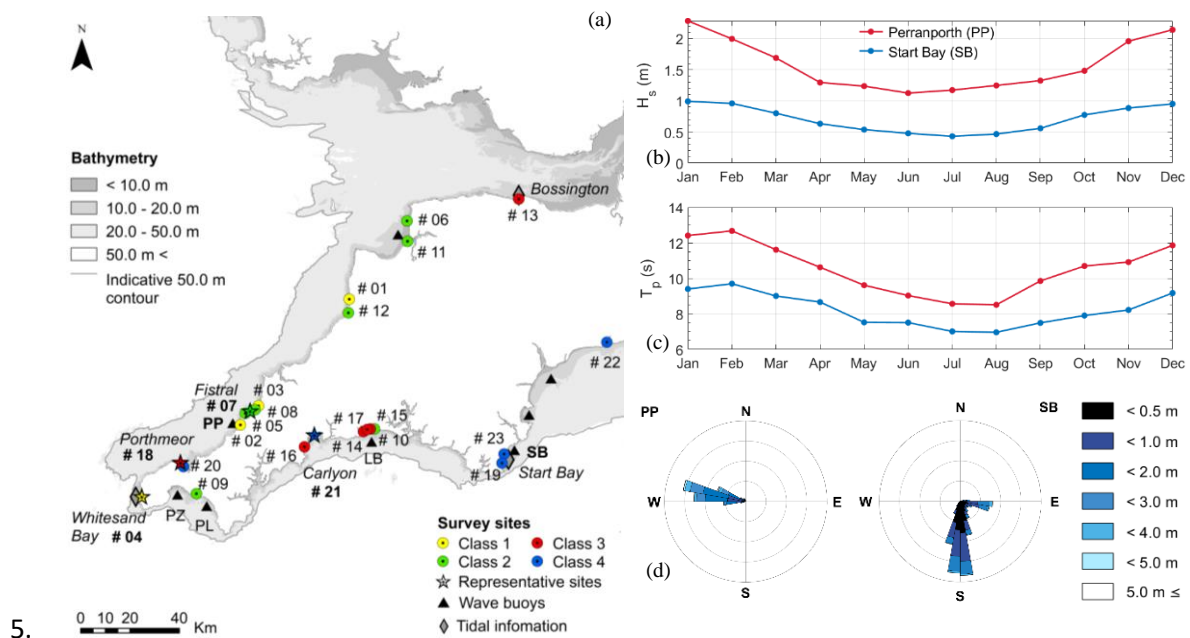 (a)
N
Bathymetry
< 10.0 m
10.0 - 20.0 m
20.0 - 50.0 m
50.0 m <
Indicative 50.0 m
contour
Bossington
# 13
# 06
# 11
# 01
# 12
# 22
Fistral
# 07
PP
# 03
# 08
# 05
# 02
Porthmeor
# 18
# 20
# 09
Whitesand
Bay # 04
PZ
PL
# 16
# 17
# 14
# 15
# 10
LB
Carlyon
# 21
# 23
# 19
SB
Start Bay
Survey sites
Class 1
Class 2
Class 3
Class 4
Representative sites
Wave buoys
Tidal infomation
0 10 20 40
Km
5.
(b)
Perranporth (PP)
Start Bay (SB)
Hs (m)
2
1.5
1
0.5
0
Jan Feb Mar Apr May Jun Jul Aug Sep Oct Nov Dec
(c)
Tp (s)
14
12
10
8
6
Jan Feb Mar Apr May Jun Jul Aug Sep Oct Nov Dec
(d)
PP
N
W
E
S
SB
N
W
E
S
< 0.5 m
< 1.0 m
< 2.0 m
< 3.0 m
< 4.0 m
< 5.0 m
5.0 m ≤